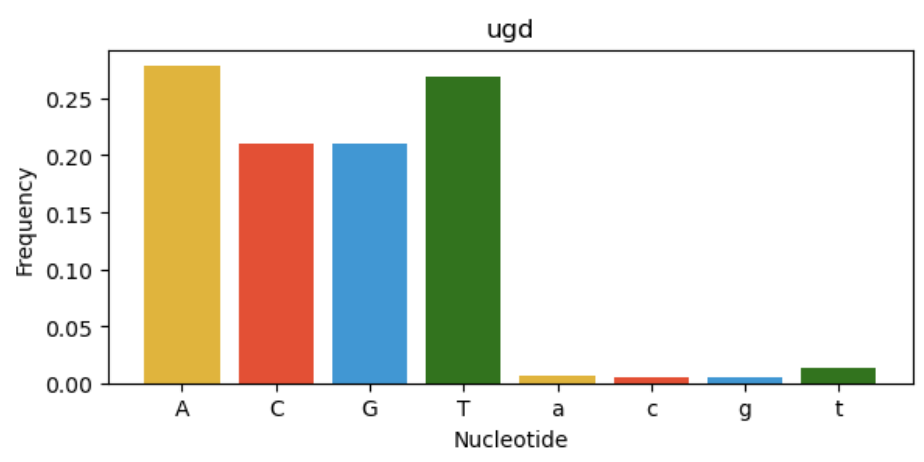 ugd
Frequency
0.25
0.20
0.15
0.10
0.05
0.00
A C G T a c g t
Nucleotide